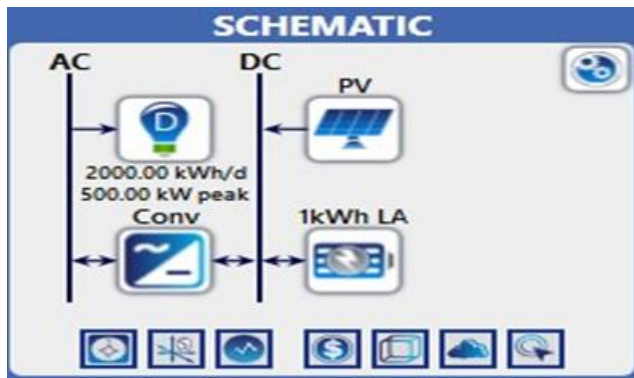 SCHEMATIC
AC
DC
PV
D
2000.00 kWh/d
500.00 kW peak
Conv
1kWh LA
$